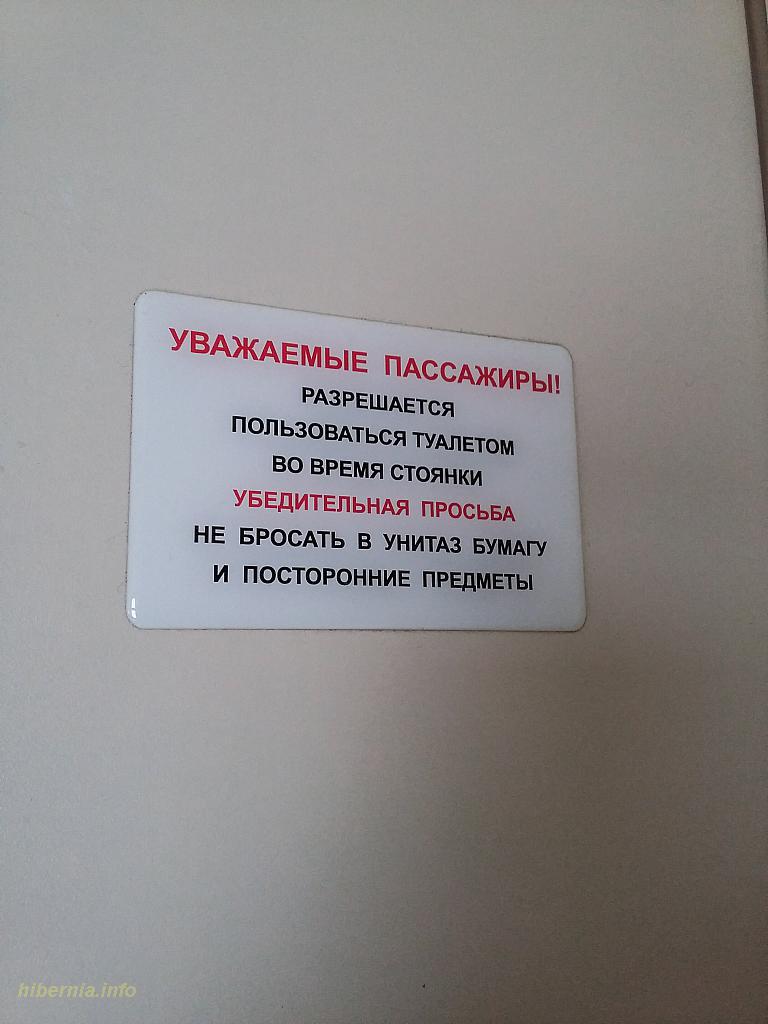 УВАЖАЕМЫЕ ПАССАЖИРЫ!
РАЗРЕШАЕТСЯ
ПОЛЬЗОВАТЬСЯ ТУАЛЕТОМ
ВО ВРЕМЯ СТОЯНКИ
УБЕДИТЕЛЬНАЯ ПРОСЬБА
НЕ БРОСАТЬ В УНИТАЗ БУМАГУ
И ПОСТОРОННИЕ ПРЕДМЕТЫ
hibernia.info